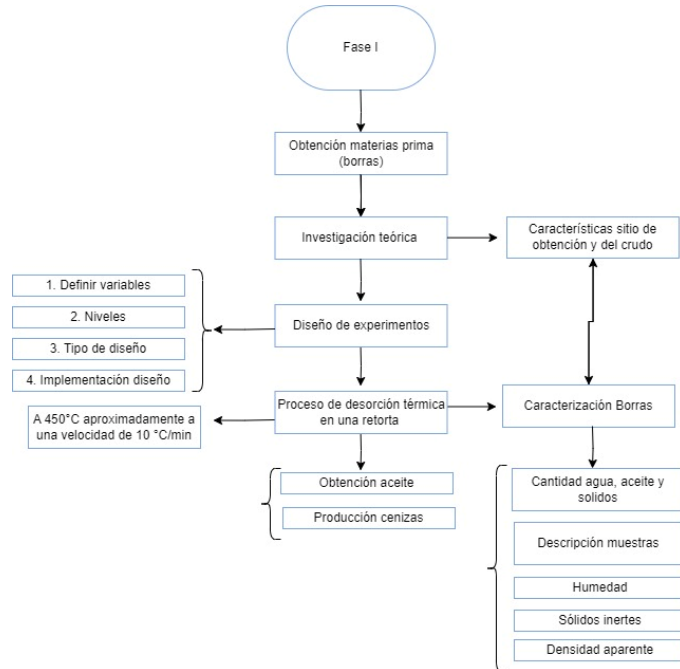 Fase I
Obtención materias prima
(borras)
Investigación teórica
Características sitio de
obtención y del crudo
1. Definir variables
2. Niveles
3. Tipo de diseño
4. Implementación diseño
Diseño de experimentos
A 450°C aproximadamente a
una velocidad de 10 °C/min
Proceso de desorción térmica
en una retorta
Caracterización Borras
Obtención aceite
Producción cenizas
Cantidad agua, aceite y
solidos
Descripción muestras
Humedad
Sólidos inertes
Densidad aparente